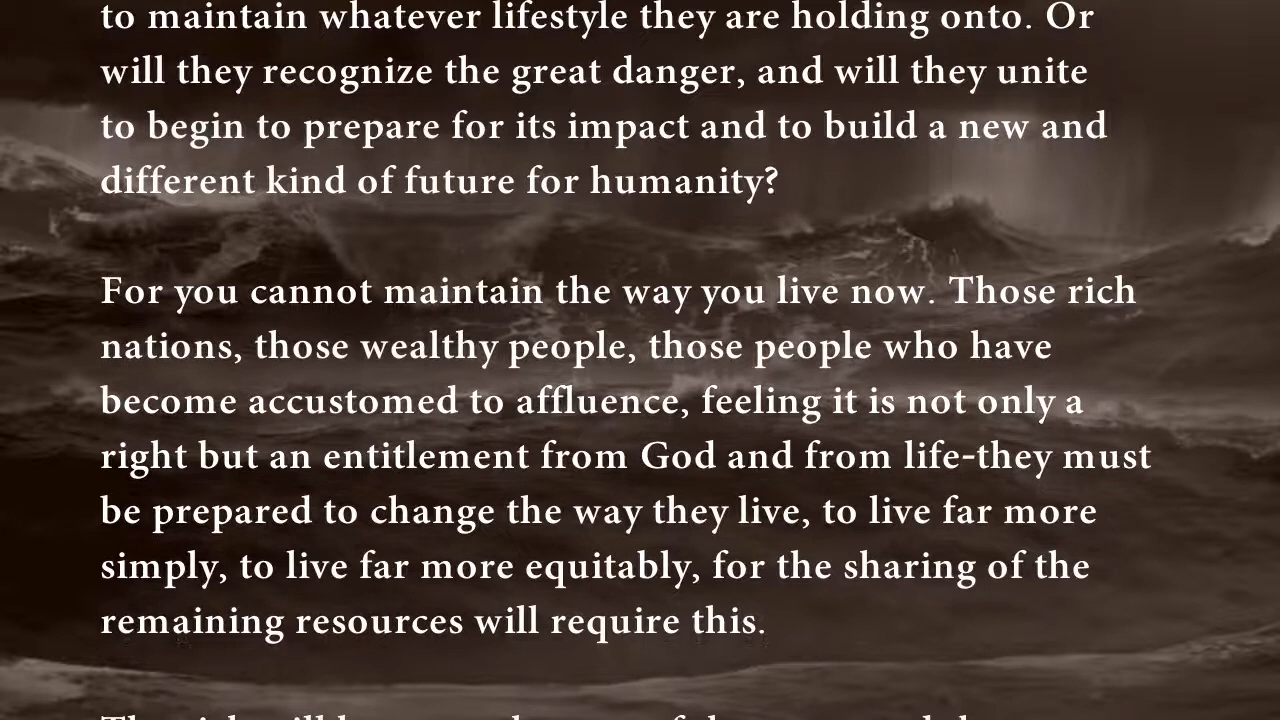 to maintain whatever lifestyle they are holding onto. Or
will they recognize the great danger, and will they unite
to begin to prepare for its impact and to build a new and
different kind of future for humanity?
For you cannot maintain the way you live now. Those rich
nations, those wealthy people, those people who have
become accustomed to affluence, feeling it is not only a
right but an entitlement from God and from life-they must
be prepared to change the way they live, to live far more
simply, to live far more equitably, for the sharing of the
remaining resources will require this.